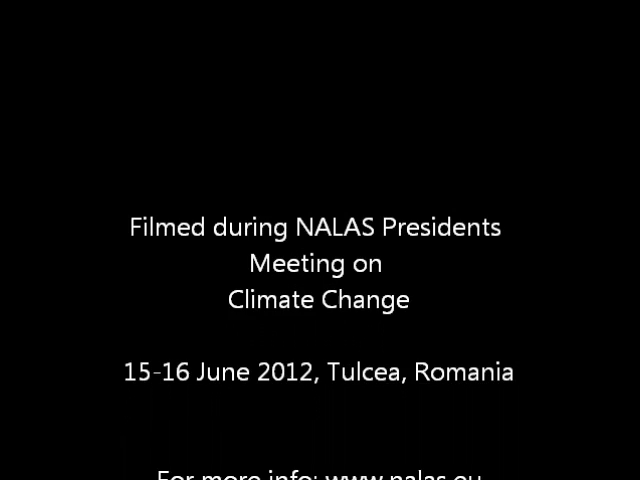 Filmed during NALAS Presidents
Meeting on
Climate Change
15-16 June 2012, Tulcea, Romania
For more info: www.nalas.eu